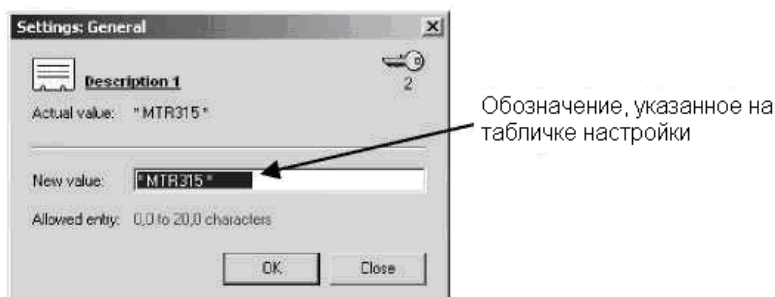 Settings: General
Description 1
2
Actual value: "MTR315"
Обозначение, указанное на
табличке настройки
New value: "MTR315"
Allowed entry: 0,0 to 20,0 characters
OK Close